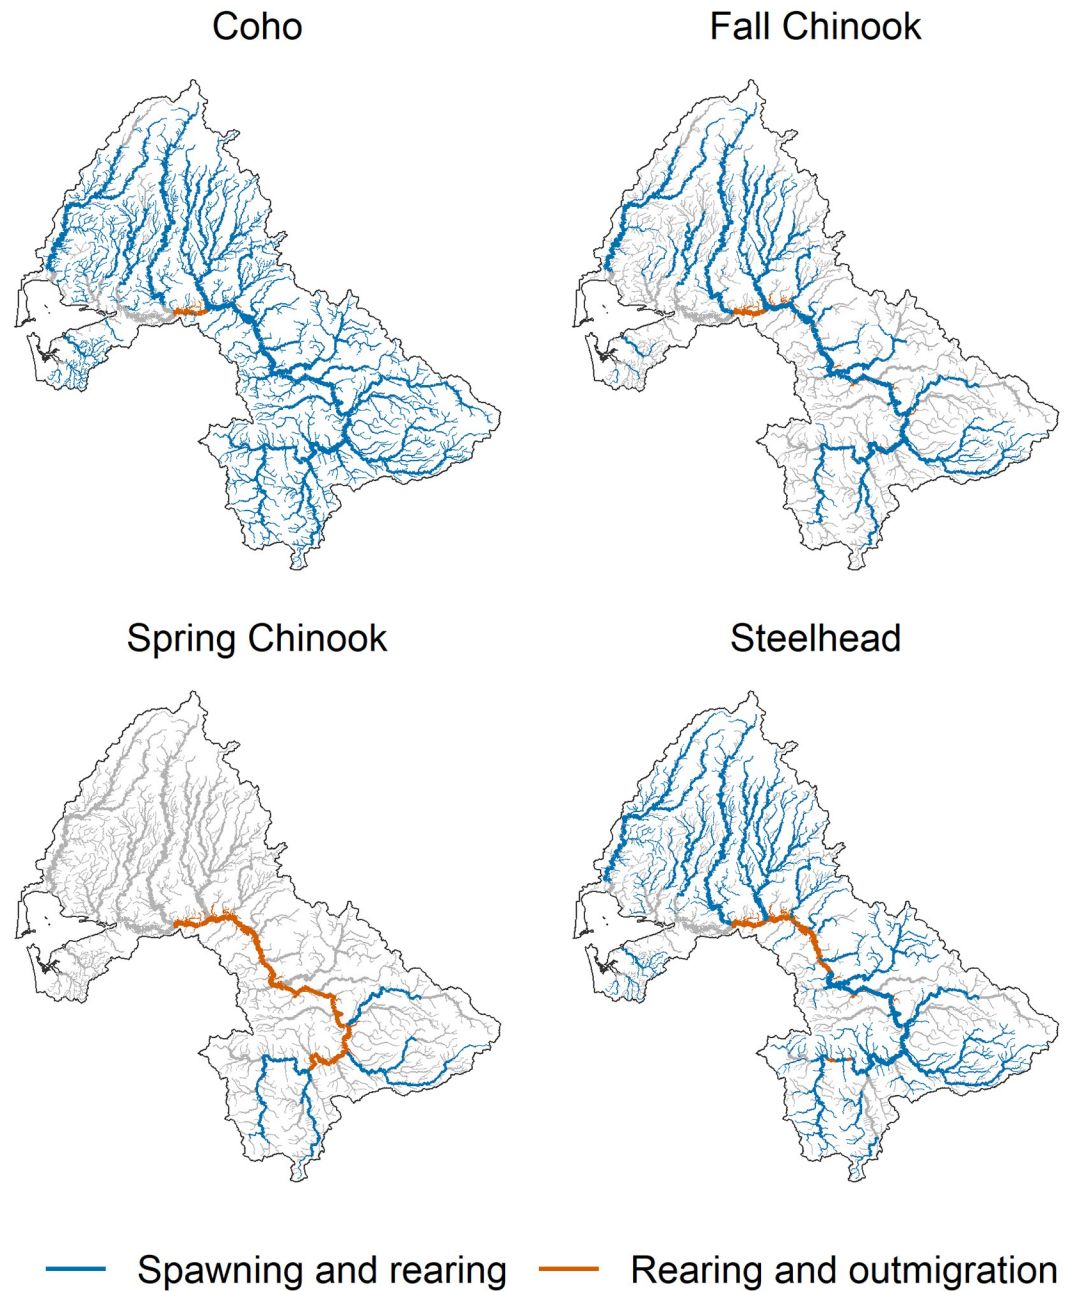 Coho
Fall Chinook
Spring Chinook
Steelhead
Spawning and rearing
Rearing and outmigration